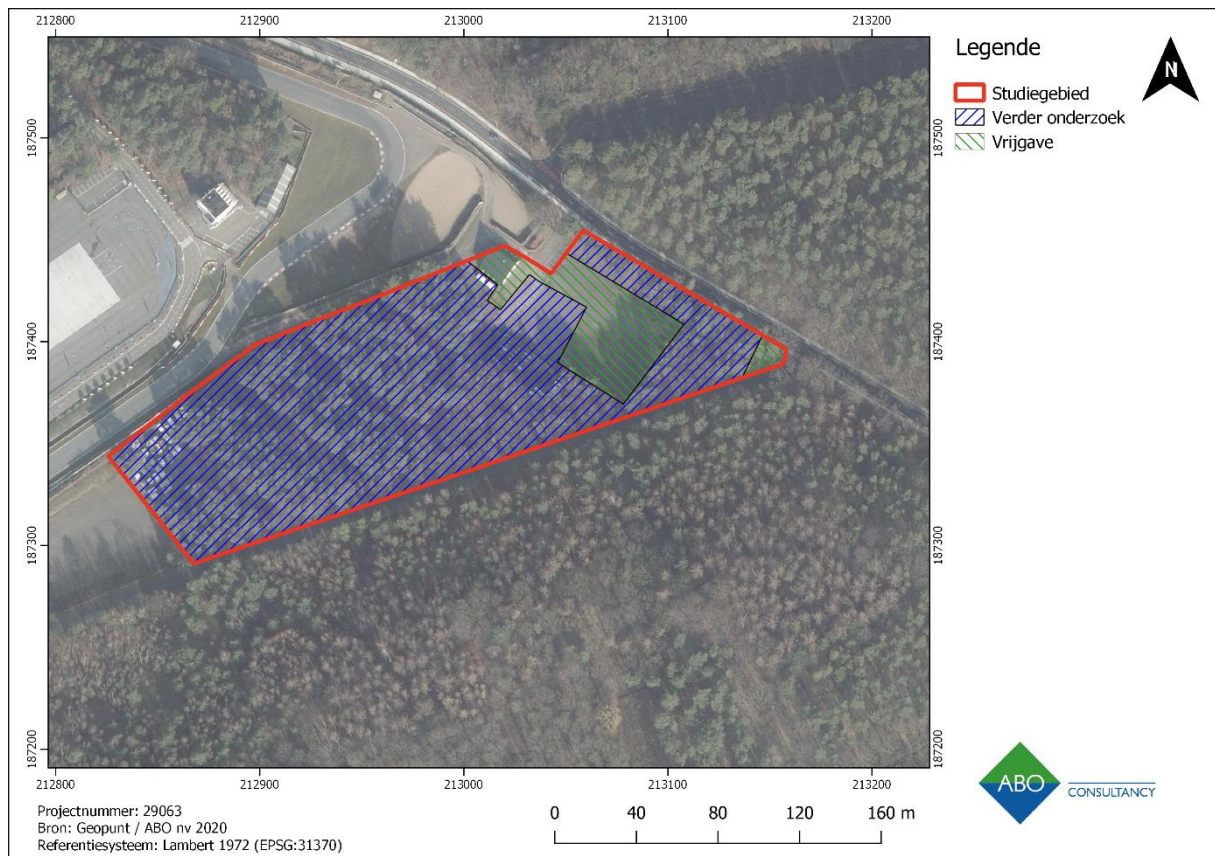 212800 212900 213000 213100 213200
Legende
N
Studiegebied
Verder onderzoek
Vrijgave
187500 187500
187400 187400
187300 187300
187200 187200
212800 212900 213000 213100 213200
ABO CONSULTANCY
Projectnummer: 29063
Bron: Geopunt / ABO nv 2020
Referentiesysteem: Lambert 1972 (EPSG:31370)
0 40 80 120 160 m